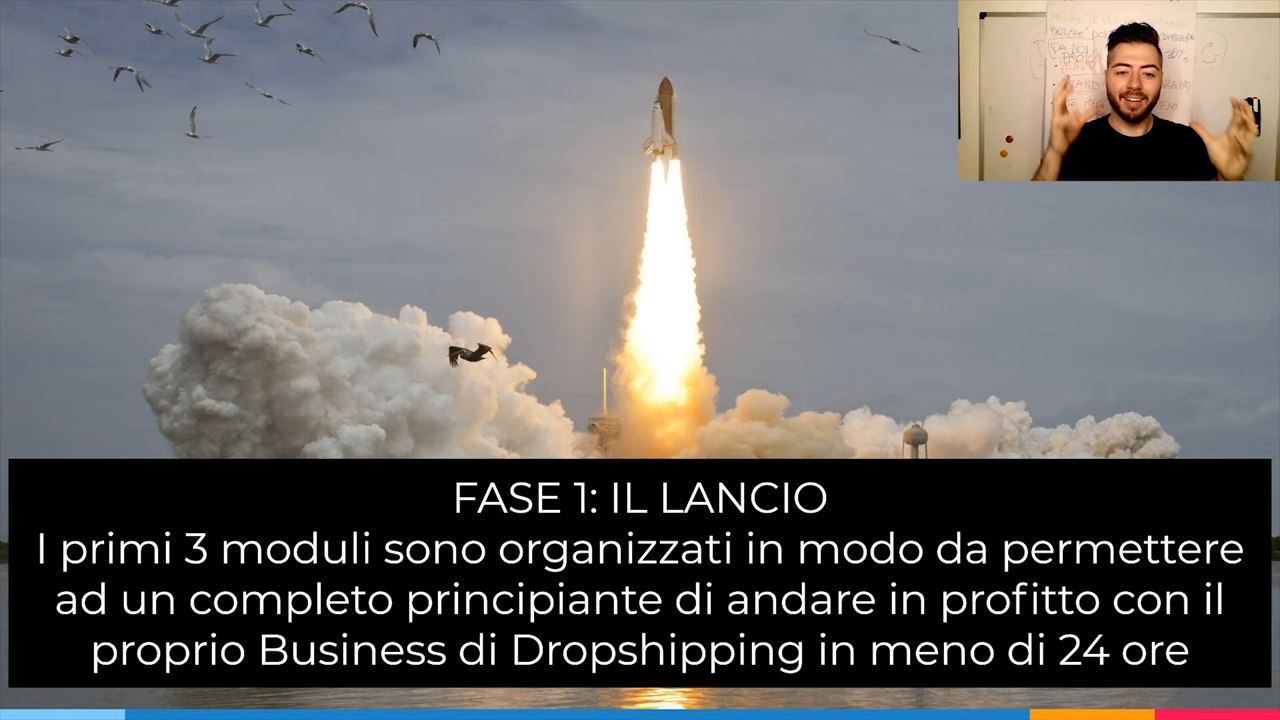 FASE 1: IL LANCIO
I primi 3 moduli sono organizzati in modo da permettere
ad un completo principiante di andare in profitto con il
proprio Business di Dropshipping in meno di 24 ore